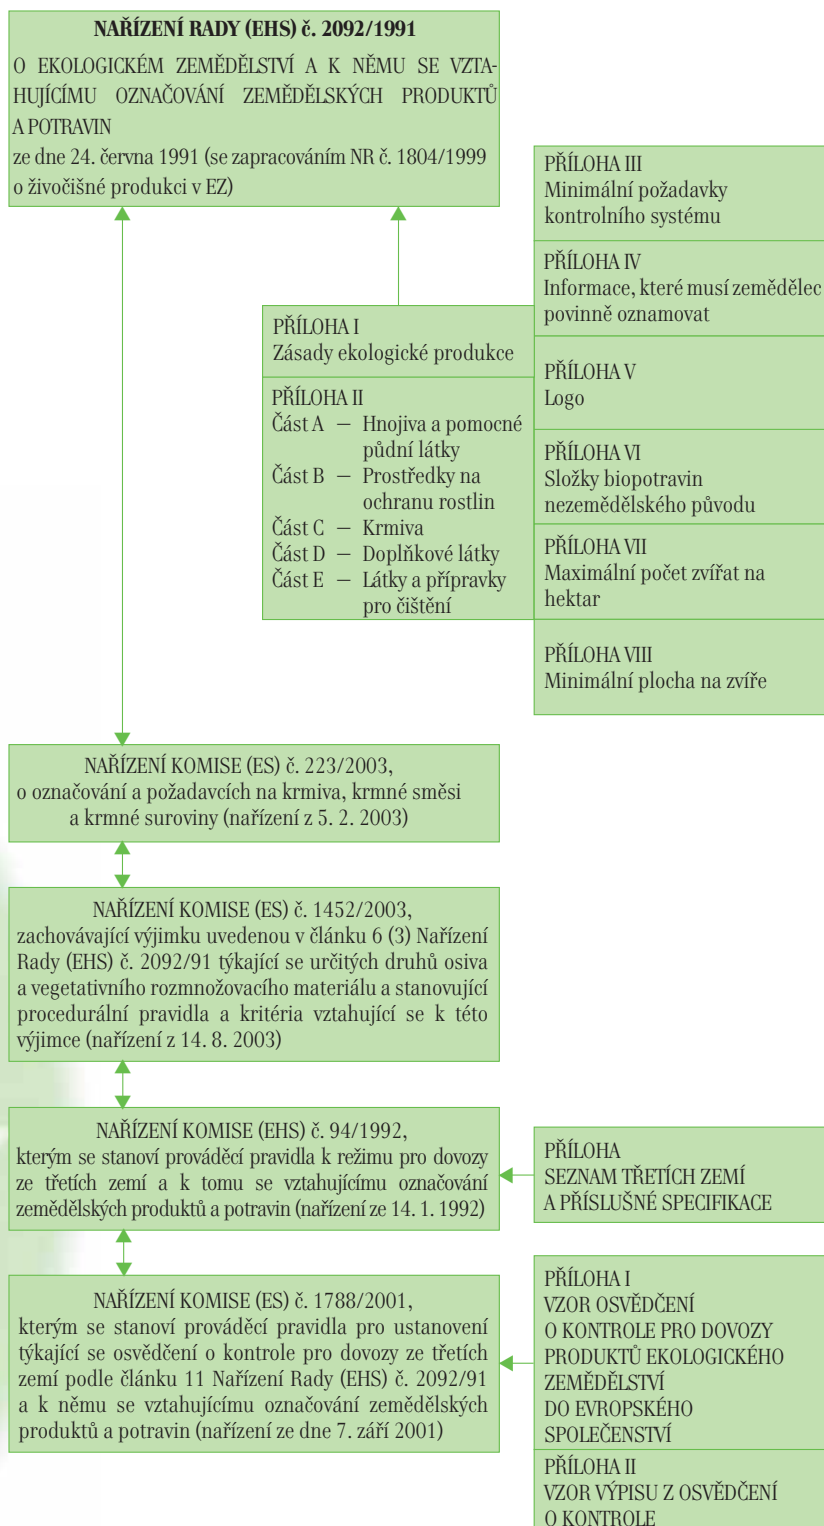 NAŘÍZENÍ RADY (EHS) č. 2092/1991
O EKOLOGICKÉM ZEMĚDĚLSTVÍ A K NĚMU SE VZTA-
HUJÍCÍMU OZNAČOVÁNÍ ZEMĚDĚLSKÝCH PRODUKTŮ
A POTRAVIN
ze dne 24. června 1991 (se zapracováním NR č. 1804/1999
o živočišné produkci v EZ)
PŘÍLOHA I
Zásady ekologické produkce
PŘÍLOHA II
Část A – Hnojiva a pomocné
půdní látky
Část B – Prostředky na
ochranu rostlin
Část C – Krmiva
Část D – Doplňkové látky
Část E – Látky a přípravky
pro čištění
PŘÍLOHA III
Minimální požadavky
kontrolního systému
PŘÍLOHA IV
Informace, které musí zemědělec
povinně oznamovat
PŘÍLOHA V
Logo
PŘÍLOHA VI
Složky biopotravin
nezemědělského původu
PŘÍLOHA VII
Maximální počet zvířat na
hektar
PŘÍLOHA VIII
Minimální plocha na zvíře
NAŘÍZENÍ KOMISE (ES) č. 223/2003,
o označování a požadavcích na krmiva, krmné směsi
a krmné suroviny (nařízení z 5. 2. 2003)
NAŘÍZENÍ KOMISE (ES) č. 1452/2003,
zachovávající výjimku uvedenou v článku 6 (3) Nařízení
Rady (EHS) č. 2092/91 týkající se určitých druhů osiva
a vegetativního rozmnožovacího materiálu a stanovující
procedurální pravidla a kritéria vztahující se k této
výjimce (nařízení z 14. 8. 2003)
NAŘÍZENÍ KOMISE (EHS) č. 94/1992,
kterým se stanoví prováděcí pravidla k režimu pro dovozy
ze třetích zemí a k tomu se vztahujícímu označování
zemědělských produktů a potravin (nařízení ze 14. 1. 1992)
PŘÍLOHA
SEZNAM TŘETÍCH ZEMÍ
A PŘÍSLUŠNÉ SPECIFIKACE
NAŘÍZENÍ KOMISE (ES) č. 1788/2001,
kterým se stanoví prováděcí pravidla pro ustanovení
týkající se osvědčení o kontrole pro dovozy ze třetích
zemí podle článku 11 Nařízení Rady (EHS) č. 2092/91
a k němu se vztahujícímu označování zemědělských
produktů a potravin (nařízení ze dne 7. září 2001)
PŘÍLOHA I
VZOR OSVĚDČENÍ
O KONTROLE PRO DOVOZY
PRODUKTŮ EKOLOGICKÉHO
ZEMĚDĚLSTVÍ
DO EVROPSKÉHO
SPOLEČENSTVÍ
PŘÍLOHA II
VZOR VÝPISU Z OSVĚDČENÍ
O KONTROLE